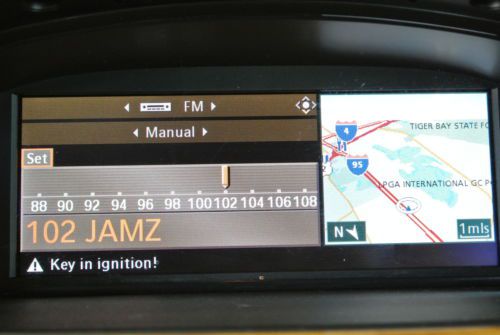 FM
Manual
Set
88 90 92 94 96 98 100 102 104 106 108
102 JAMZ
Key in ignition!
4
TIGER BAY STATE FO
95
LPGA INTERNATIONAL GC P
N
1mls